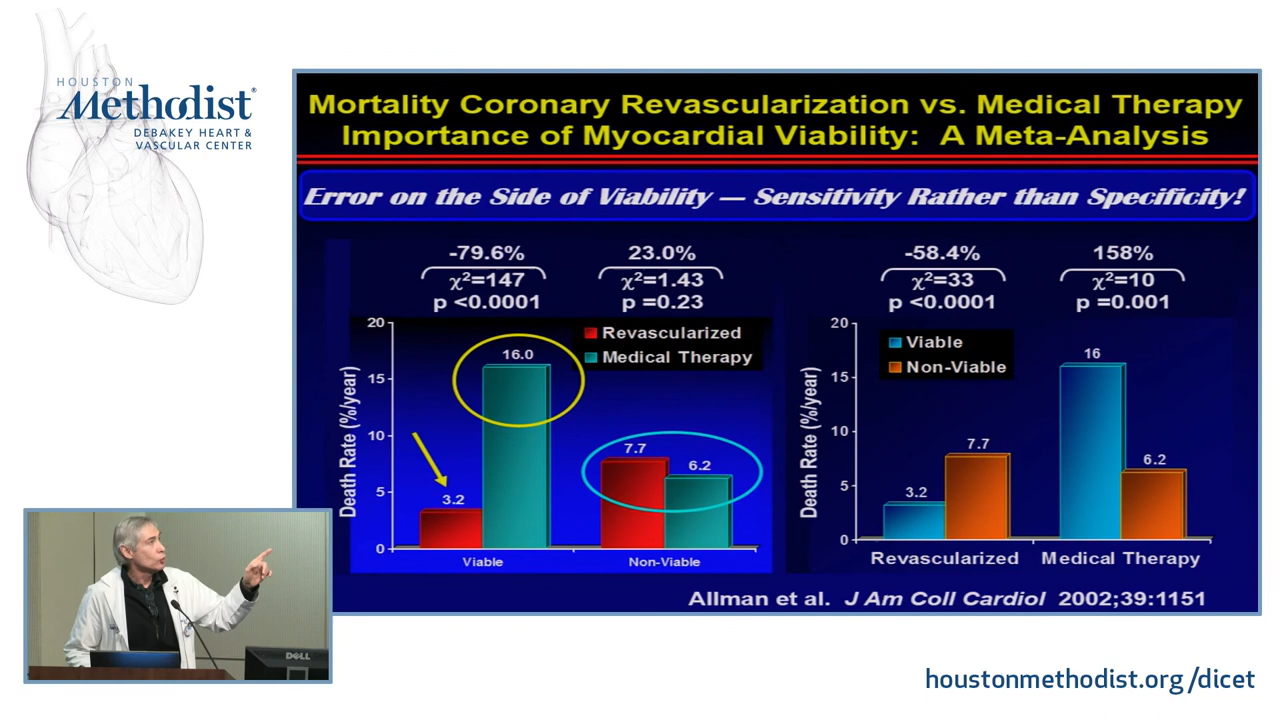 HOUSTON
Methodist®
DEBAKEY HEART &
VASCULAR CENTER
Mortality Coronary Revascularization vs. Medical Therapy
Importance of Myocardial Viability: A Meta-Analysis
Error on the Side of Viability — Sensitivity Rather than Specificity!
-79.6%
χ²=147
p <0.0001
23.0%
χ²=1.43
p =0.23
Revascularized
Medical Therapy
Death Rate (%/year)
20
15
10
5
0
3.2
16.0
7.7
6.2
Viable
Non-Viable
-58.4%
χ²=33
p <0.0001
158%
χ²=10
p =0.001
Viable
Non-Viable
Death Rate (%/year)
20
15
10
5
0
3.2
7.7
16
6.2
Revascularized
Medical Therapy
Allman et al. J Am Coll Cardiol 2002;39:1151
DELL
houstonmethodist.org/dicet